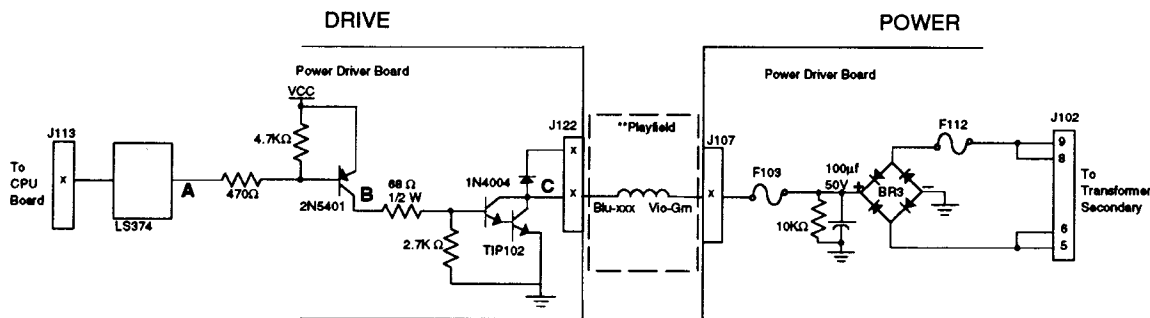 DRIVE
POWER
Power Driver Board
Power Driver Board
VCC
J113
4.7KΩ
J122
**Playfield
J107
F112
J102
To
CPU
Board
x
LS374
A
470Ω
2N5401
B
68 Ω
1/2 W
1N4004
C
x
x
Blu-xxx
Vio-Grn
x
F103
100µf
50V
+
BR3
−
9
8
To
Transformer
Secondary
6
5
2.7K Ω
TIP102
10KΩ